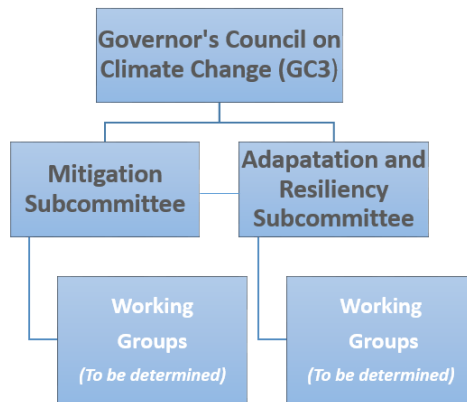 Governor's Council on
Climate Change (GC3)
Mitigation
Subcommittee
Adapatation and
Resiliency
Subcommittee
Working
Groups
(To be determined)
Working
Groups
(To be determined)